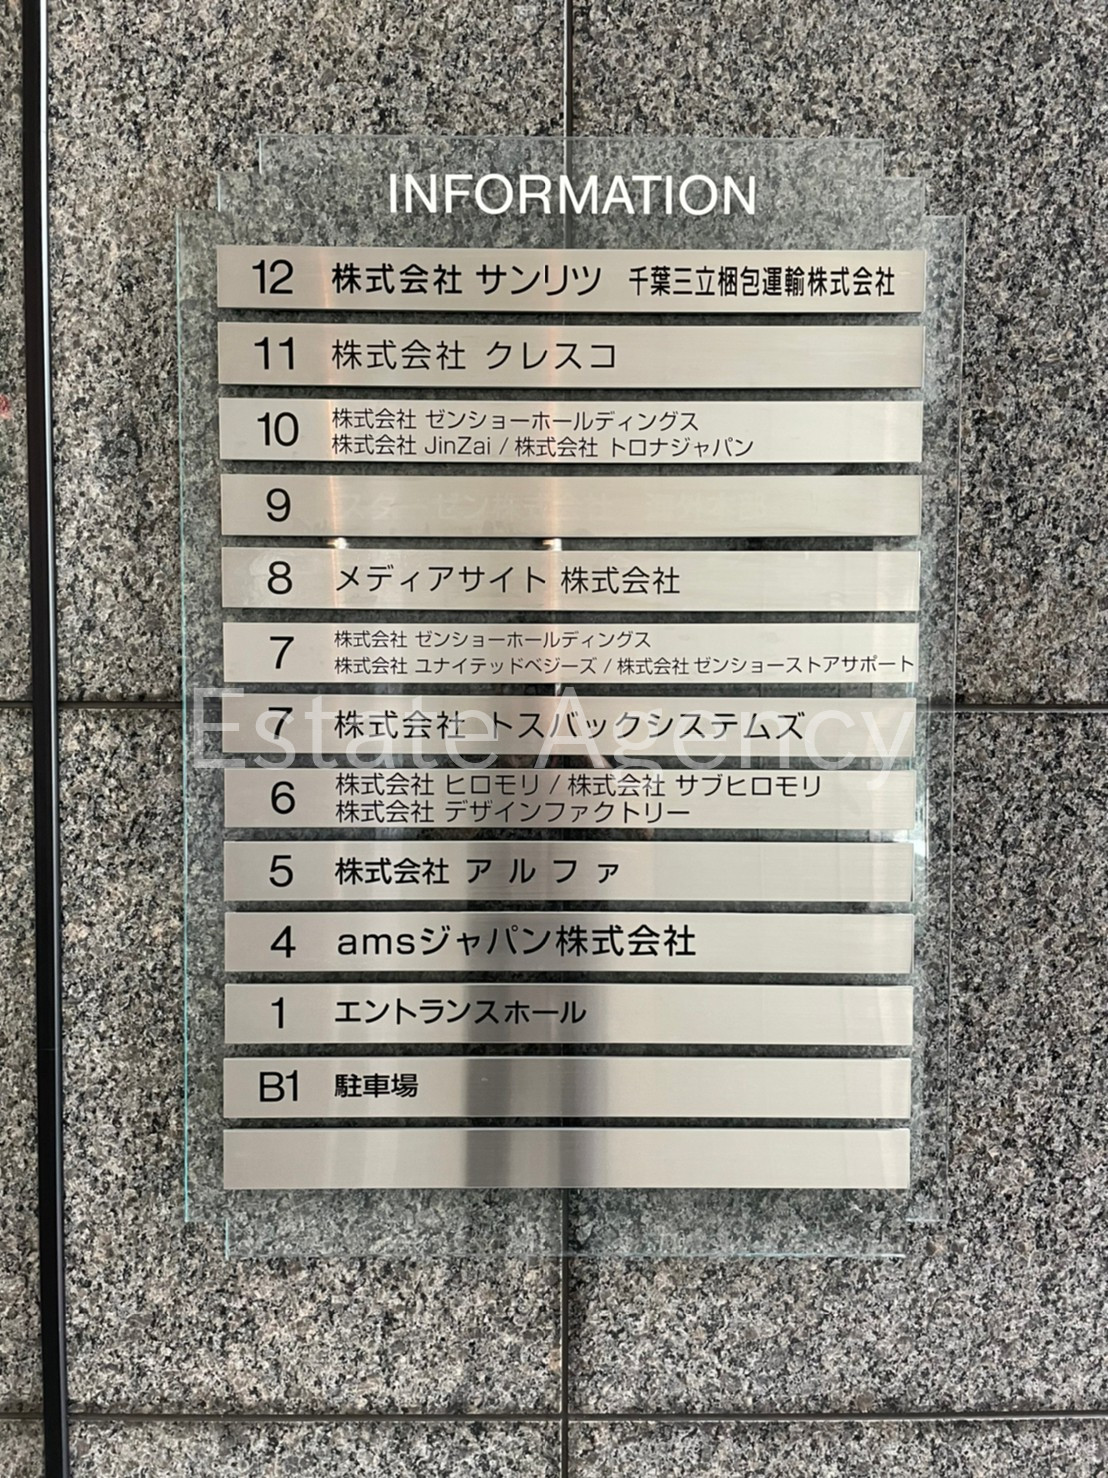 INFORMATION
12 株式会社 サンリツ 千葉三立梱包運輸株式会社
11 株式会社 クレスコ
10 株式会社 ゼンショーホールディングス
株式会社 JinZai / 株式会社 トロナジャパン
9
8 メディアサイト 株式会社
7 株式会社 ゼンショーホールディングス
株式会社 ユナイテッドベジーズ / 株式会社 ゼンショーストアサポート
7 株式会社 トスバックシステムズ
Estate Agency
6 株式会社 ヒロモリ / 株式会社 サブヒロモリ
株式会社 デザインファクトリー
5 株式会社 アルファ
4 amsジャパン株式会社
1 エントランスホール
B1 駐車場